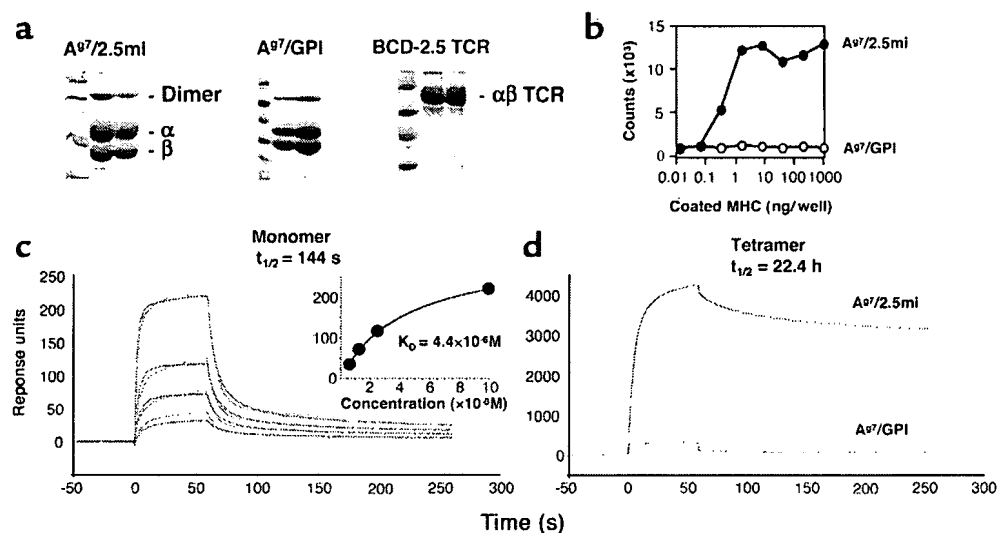 a
Aᵍ⁷/2.5mi
Aᵍ⁷/GPI
BCD-2.5 TCR
- Dimer
- α
- β
- αβ TCR
b
15
10
5
0
Counts (x10³)
Aᵍ⁷/2.5mi
Aᵍ⁷/GPI
0.01 0.1 1 10 100 1000
Coated MHC (ng/well)
c
Monomer
t₁/₂ = 144 s
250
200
150
100
50
0
Reponse units
200
100
0
K_D = 4.4×10⁻⁶M
2 4 6 8 10
Concentration (×10⁻⁶M)
-50 0 50 100 150 200 250 300
d
Tetramer
t₁/₂ = 22.4 h
4000
3000
4000
1000
0
Aᵍ⁷/2.5mi
Aᵍ⁷/GPI
-50 0 50 100 150 200 250 300
Time (s)